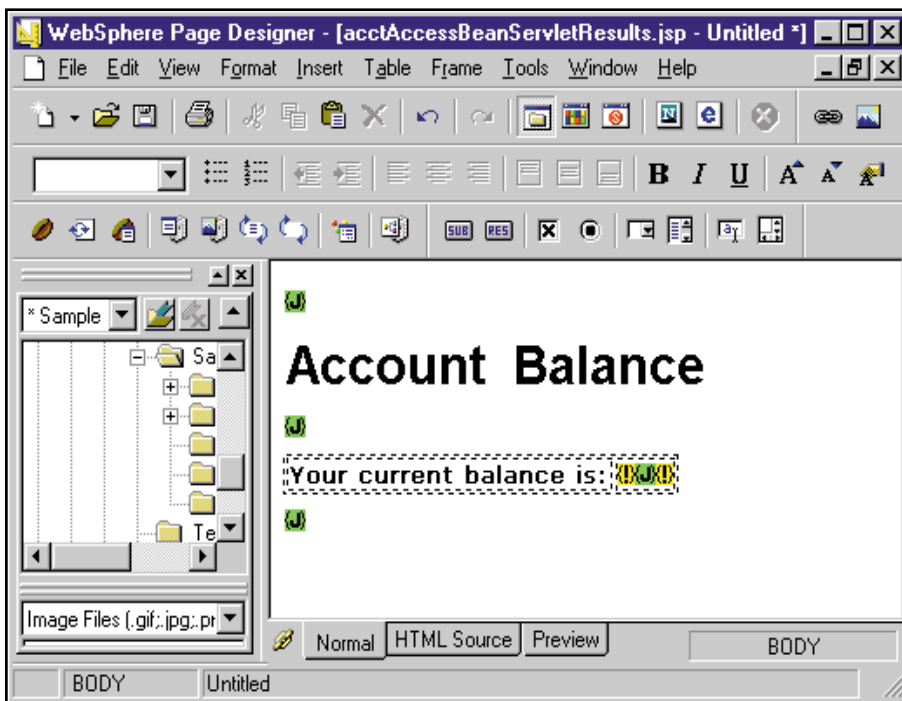 WebSphere Page Designer - [acctAccessBeanServletResults.jsp - Untitled *]
File Edit View Format Insert Table Frame Tools Window Help
B I U A A A
SUB RES
* Sample
Sa
Te
Image Files (.gif;.jpg;.pr
{J}
Account Balance
{J}
Your current balance is: {!}{J}{!}
{J}
Normal HTML Source Preview BODY
BODY Untitled